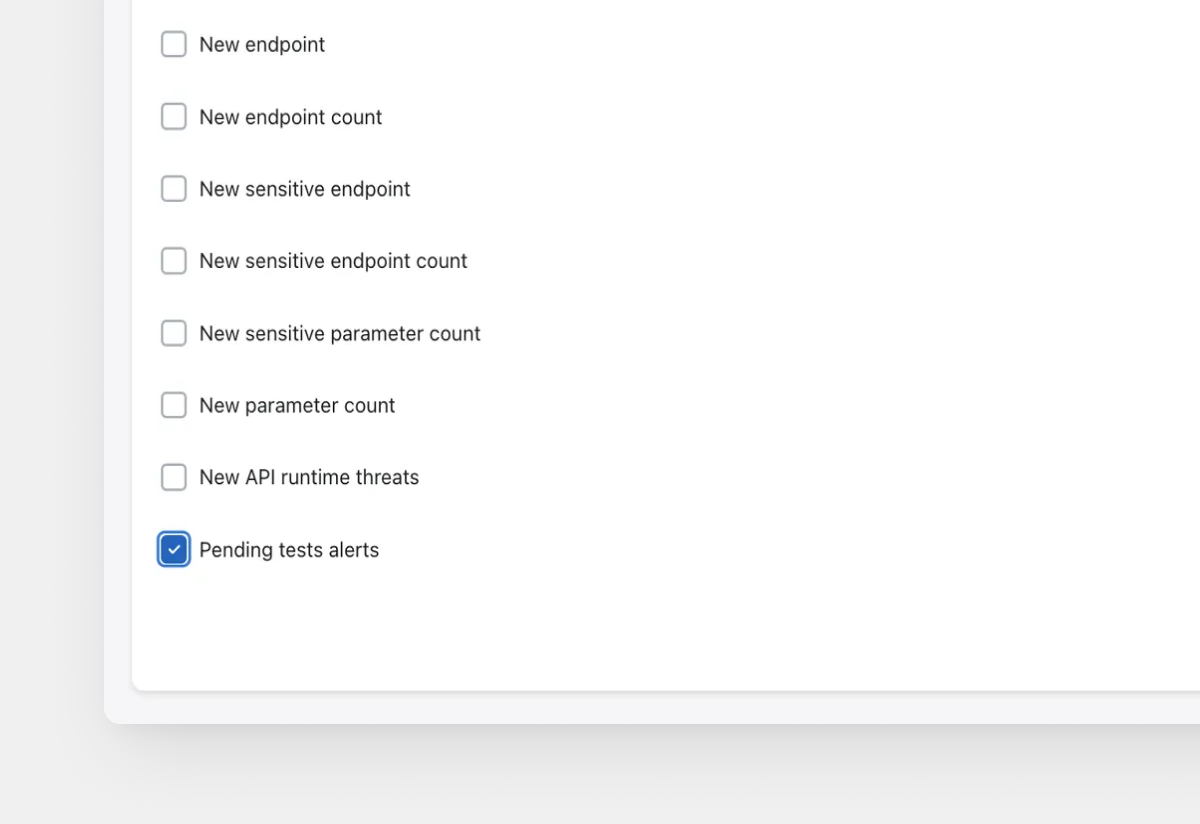 New endpoint
New endpoint count
New sensitive endpoint
New sensitive endpoint count
New sensitive parameter count
New parameter count
New API runtime threats
Pending tests alerts